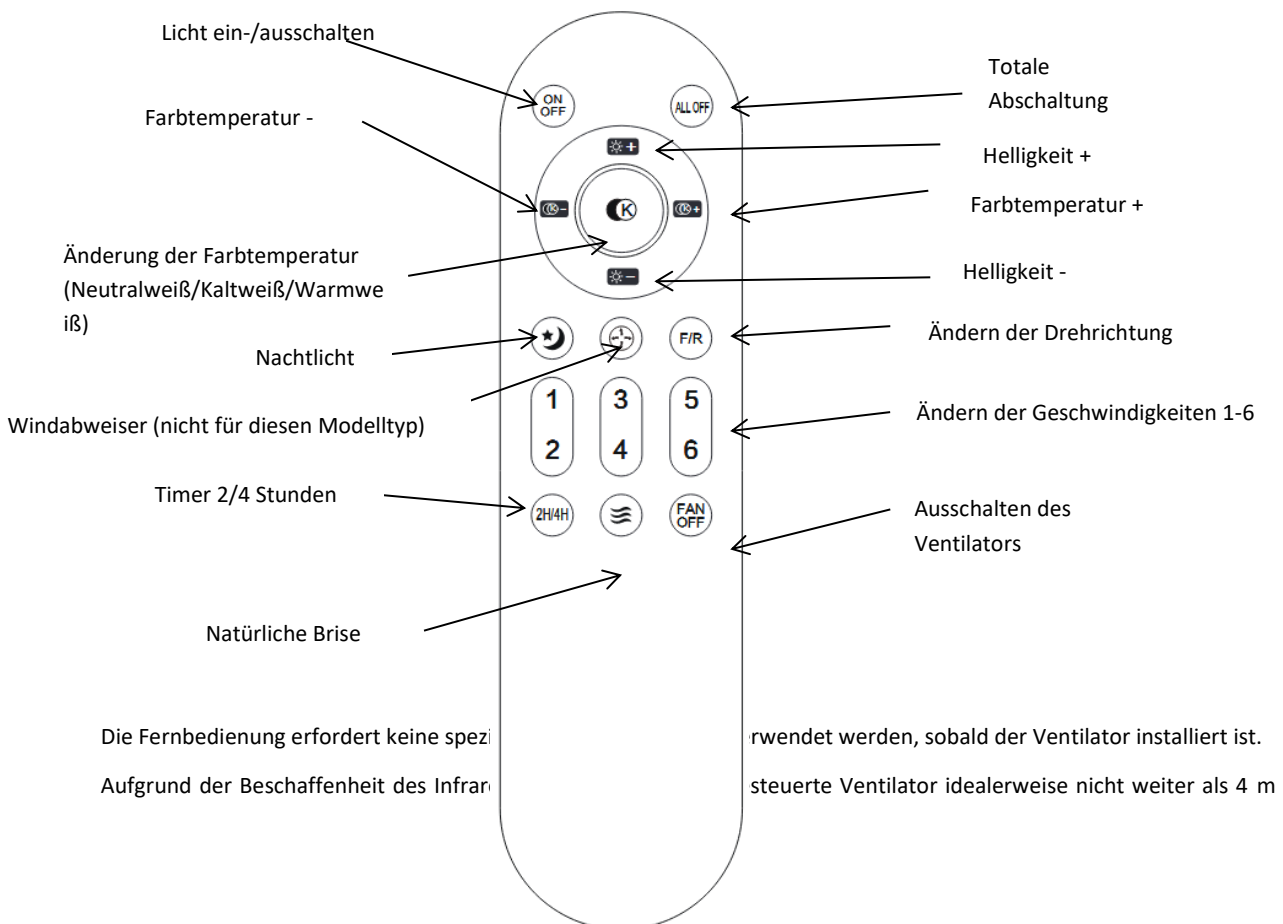 Licht ein-/ausschalten
Totale
Abschaltung
ON
OFF
ALL OFF
Farbtemperatur -
Helligkeit +
+
K-
K
K+
Farbtemperatur +
Änderung der Farbtemperatur
(Neutralweiß/Kaltweiß/Warmwe
iß)
-
Helligkeit -
F/R
Ändern der Drehrichtung
Nachtlicht
1
3
5
2
4
6
Ändern der Geschwindigkeiten 1-6
Windabweiser (nicht für diesen Modelltyp)
Timer 2/4 Stunden
2H/4H
FAN
OFF
Ausschalten des
Ventilators
Natürliche Brise
Die Fernbedienung erfordert keine spezi rwendet werden, sobald der Ventilator installiert ist.
Aufgrund der Beschaffenheit des Infrar steuerte Ventilator idealerweise nicht weiter als 4 m